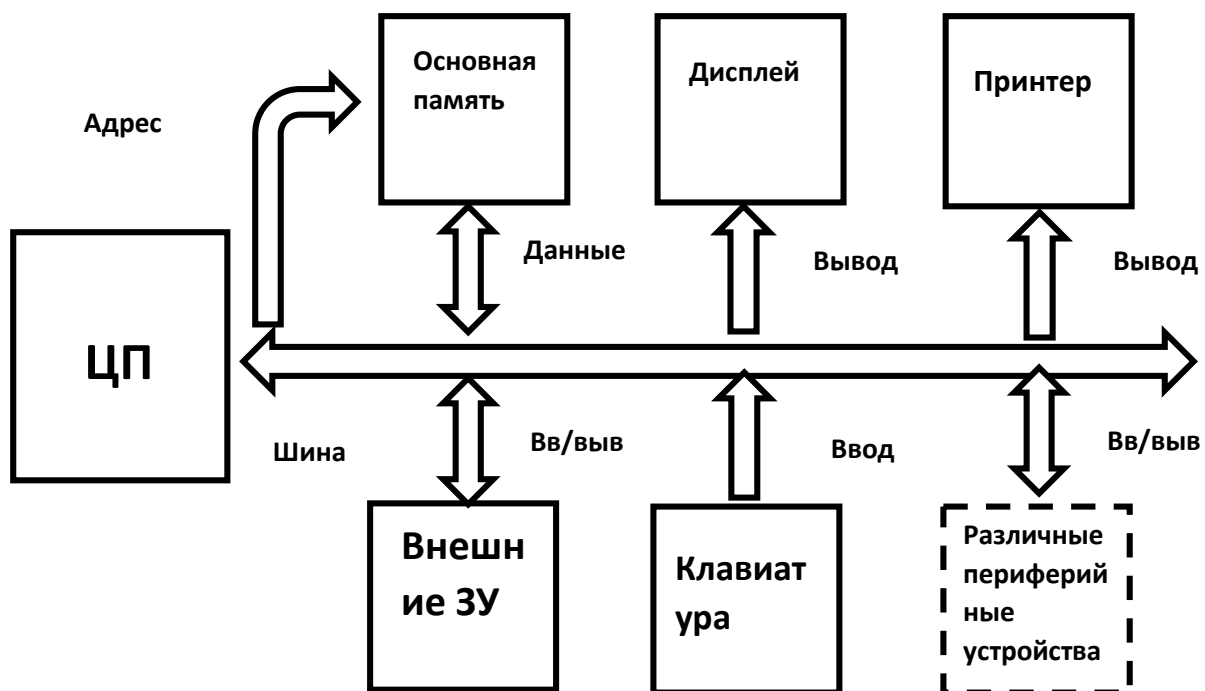 Основная
память
Дисплей
Принтер
Адрес
Данные
Вывод
Вывод
ЦП
Шина
Вв/выв
Ввод
Вв/выв
Внешн
ие ЗУ
Клавиат
ура
Различные
периферий
ные
устройства